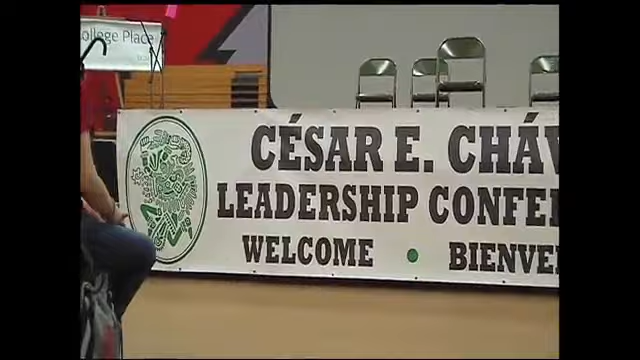 College Place
CÉSAR E. CHÁV
LEADERSHIP CONFE
WELCOME • BIENVE